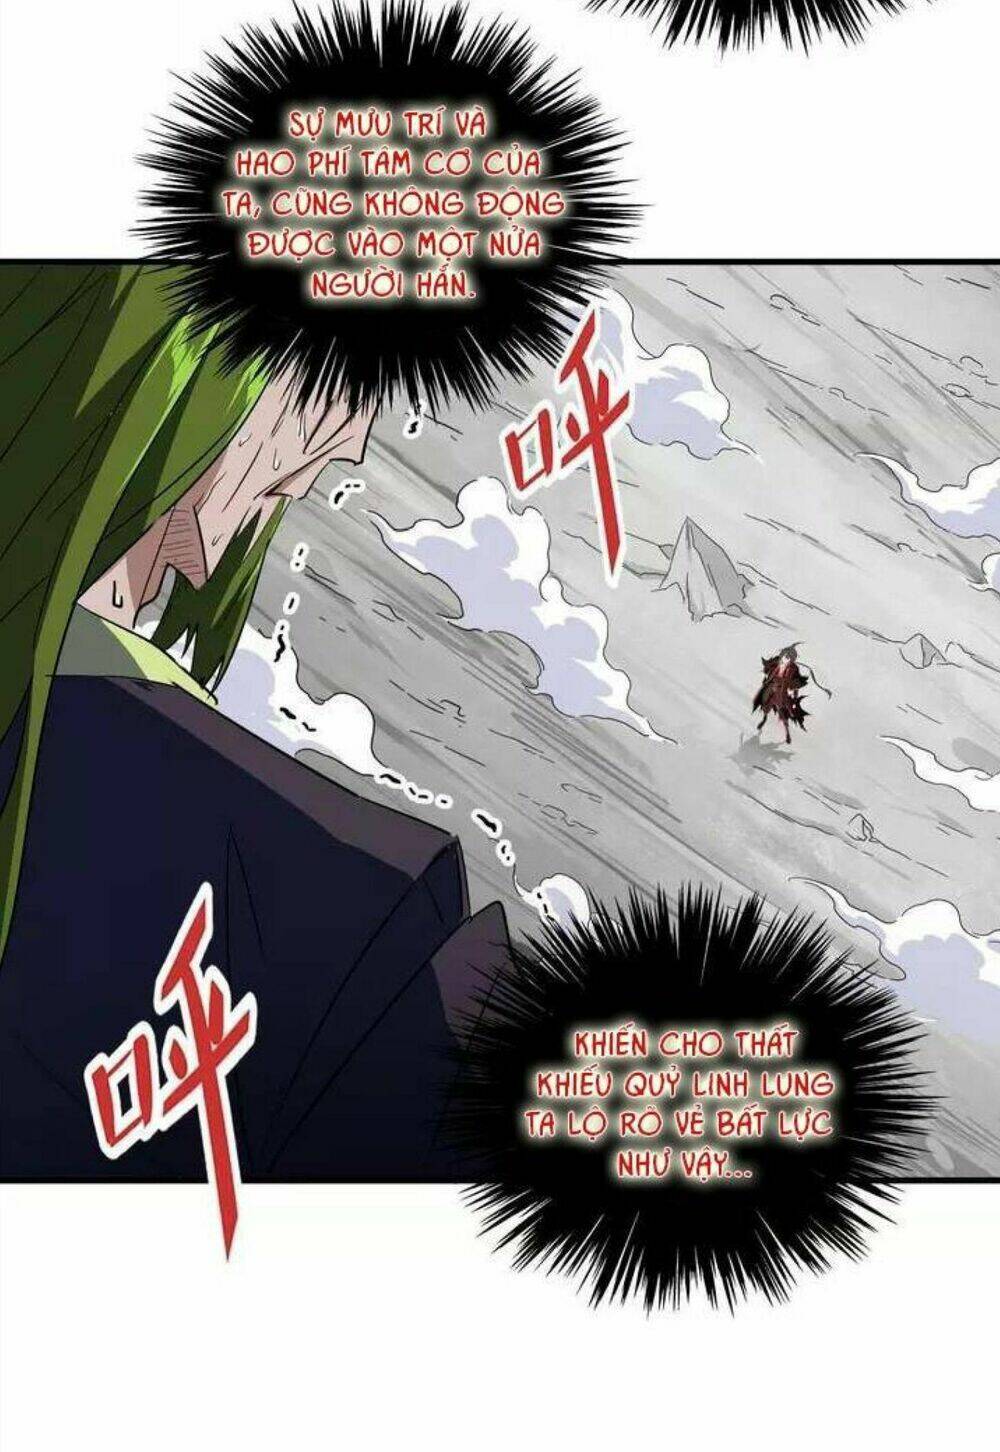 SỰ MƯU TRÍ VÀ
HAO PHÍ TÂM CƠ CỦA
TA, CŨNG KHÔNG ĐỘNG
ĐƯỢC VÀO MỘT NỬA
NGƯỜI HẮN.
呼
呼
KHIẾN CHO THẤT
KHIẾU QUỶ LINH LUNG
TA LỘ RÕ VẺ BẤT LỰC
NHƯ VẬY...